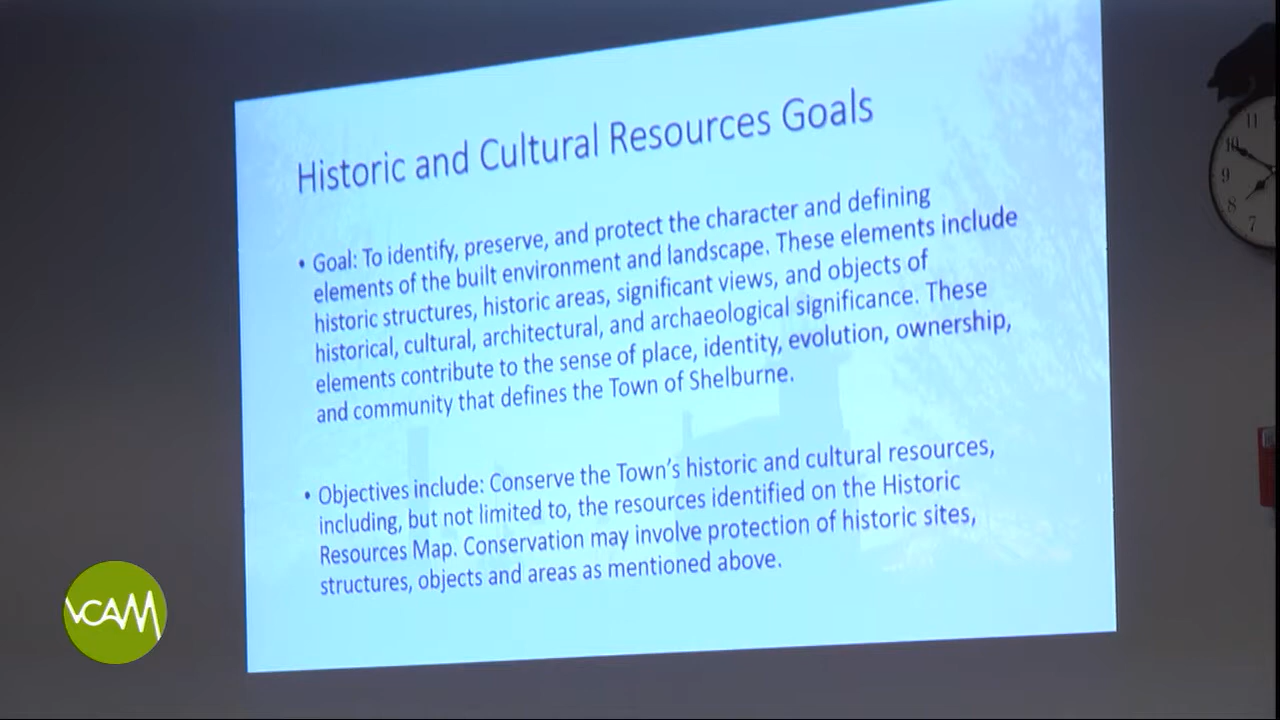 Historic and Cultural Resources Goals
• Goal: To identify, preserve, and protect the character and defining
elements of the built environment and landscape. These elements include
historic structures, historic areas, significant views, and objects of
historical, cultural, architectural, and archaeological significance. These
elements contribute to the sense of place, identity, evolution, ownership,
and community that defines the Town of Shelburne.
• Objectives include: Conserve the Town's historic and cultural resources,
including, but not limited to, the resources identified on the Historic
Resources Map. Conservation may involve protection of historic sites,
structures, objects and areas as mentioned above.
VCAM
11
10
9
8
7